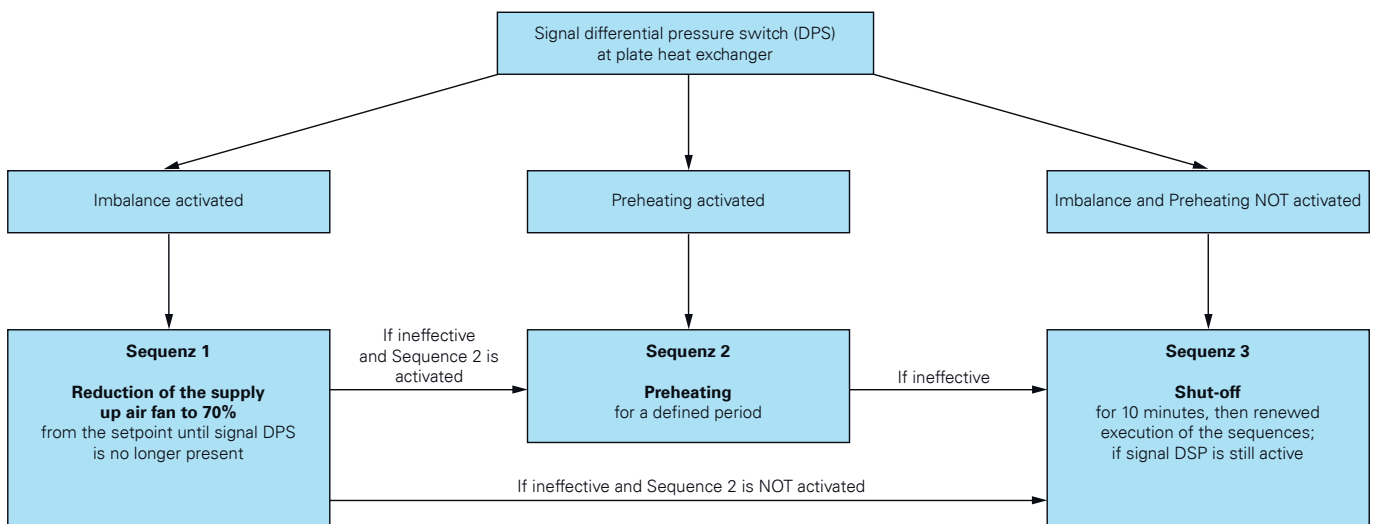 Signal differential pressure switch (DPS)
at plate heat exchanger
Imbalance activated
Preheating activated
Imbalance and Preheating NOT activated
Sequenz 1
Reduction of the supply
up air fan to 70%
from the setpoint until signal DPS
is no longer present
If ineffective
and Sequence 2 is
activated
Sequenz 2
Preheating
for a defined period
If ineffective
Sequenz 3
Shut-off
for 10 minutes, then renewed
execution of the sequences;
if signal DSP is still active
If ineffective and Sequence 2 is NOT activated